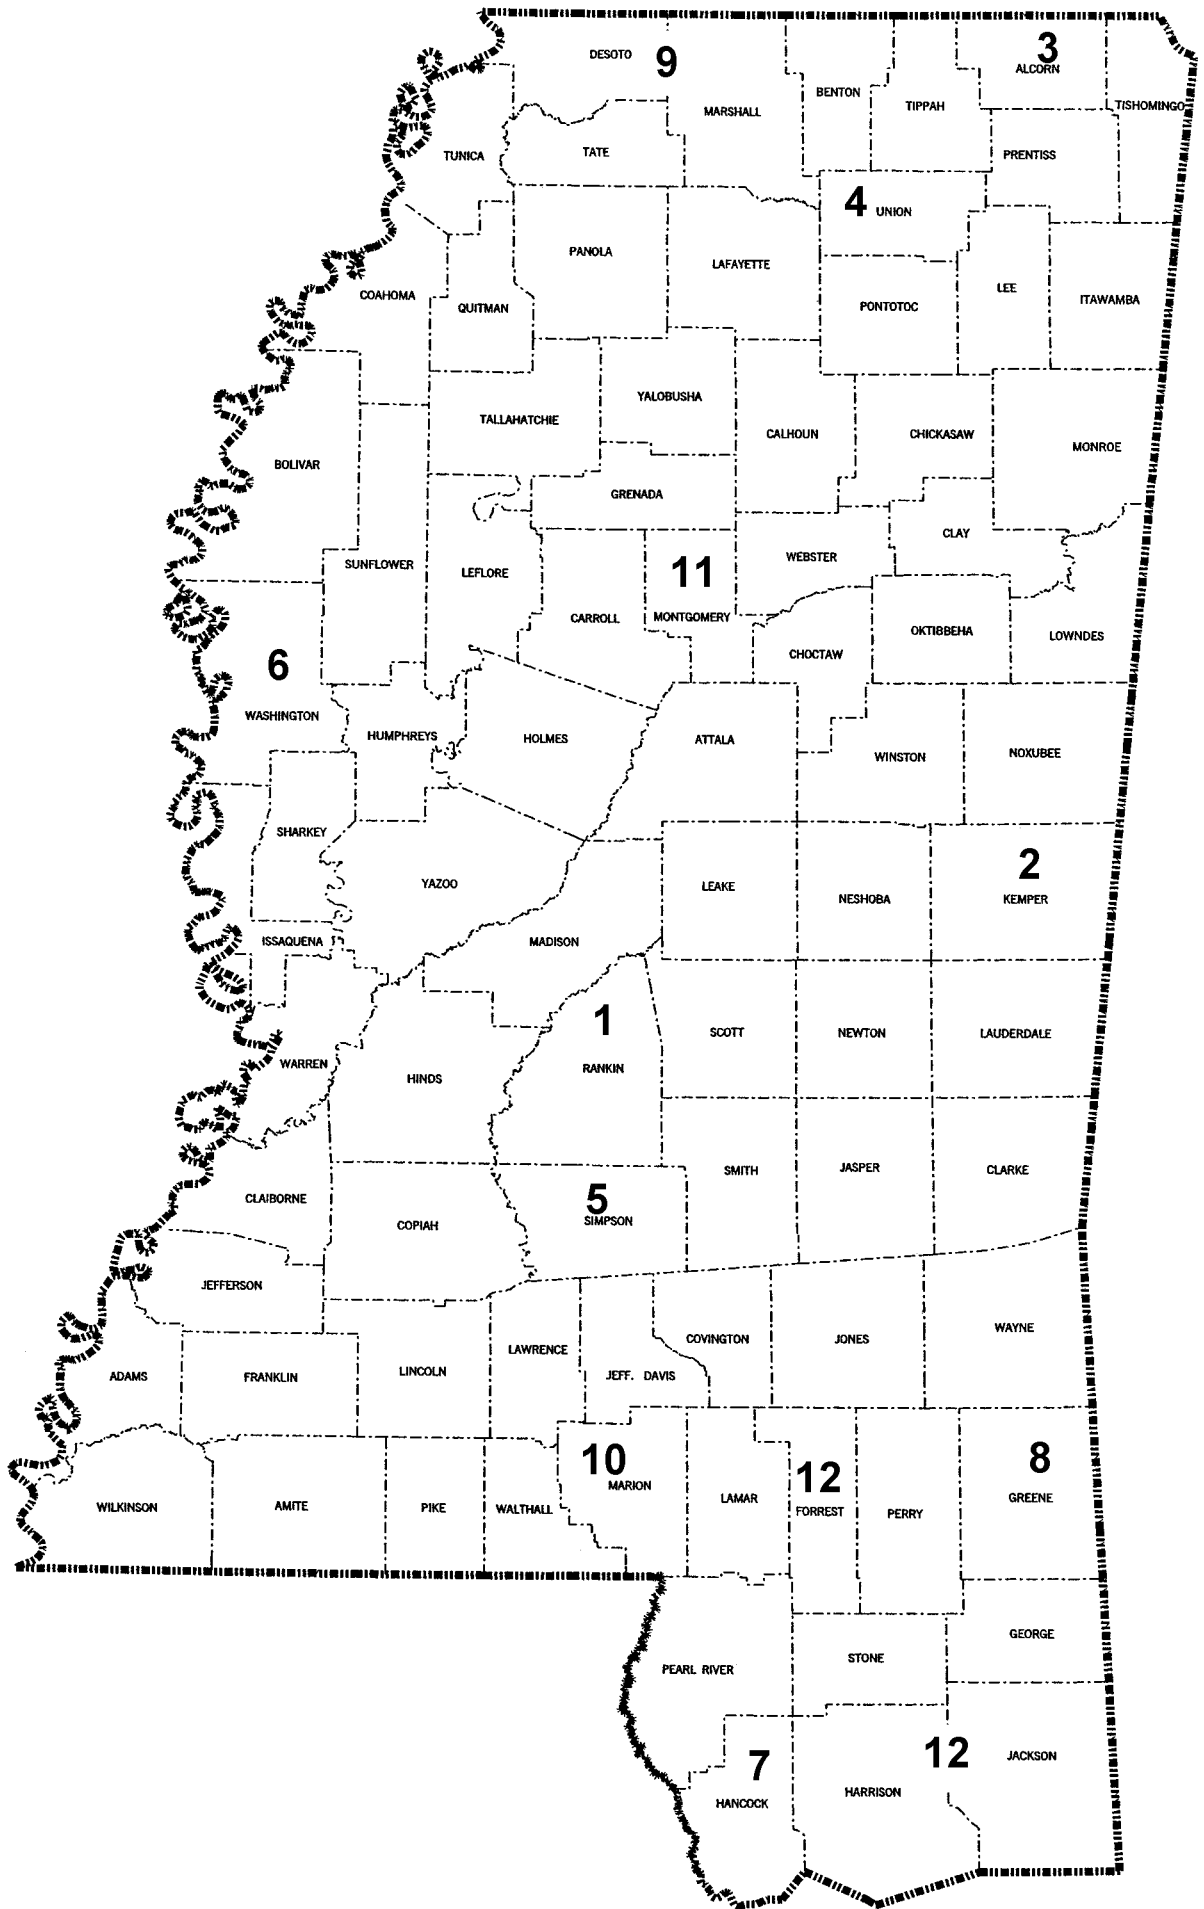 DESOTO
9
3
ALCORN
MARSHALL
BENTON
TIPPAH
TISHOMINGO
TUNICA
TATE
PRENTISS
4
UNION
PANOLA
LAFAYETTE
COAHOMA
QUITMAN
PONTOTOC
LEE
ITAWAMBA
TALLAHATCHIE
YALOBUSHA
CALHOUN
CHICKASAW
MONROE
BOLIVAR
GRENADA
SUNFLOWER
LEFLORE
11
WEBSTER
CLAY
CARROLL
MONTGOMERY
OKTIBBEHA
LOWNDES
CHOCTAW
6
WASHINGTON
HUMPHREYS
HOLMES
ATTALA
WINSTON
NOXUBEE
SHARKEY
YAZOO
LEAKE
NESHOBA
2
KEMPER
ISSAQUENA
MADISON
1
RANKIN
SCOTT
NEWTON
LAUDERDALE
WARREN
HINDS
SMITH
JASPER
CLARKE
CLAIBORNE
COPIAH
5
SIMPSON
JEFFERSON
ADAMS
FRANKLIN
LINCOLN
LAWRENCE
JEFF. DAVIS
COVINGTON
JONES
WAYNE
WILKINSON
AMITE
PIKE
WALTHALL
10
MARION
LAMAR
12
FORREST
PERRY
8
GREENE
PEARL RIVER
STONE
GEORGE
7
HANCOCK
HARRISON
12
JACKSON